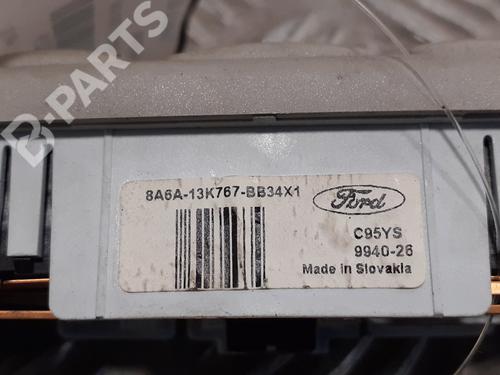 B-PARTS
8A6A-13K767-BB34X1
Ford
C95YS
9940-26
Made in Slovakia